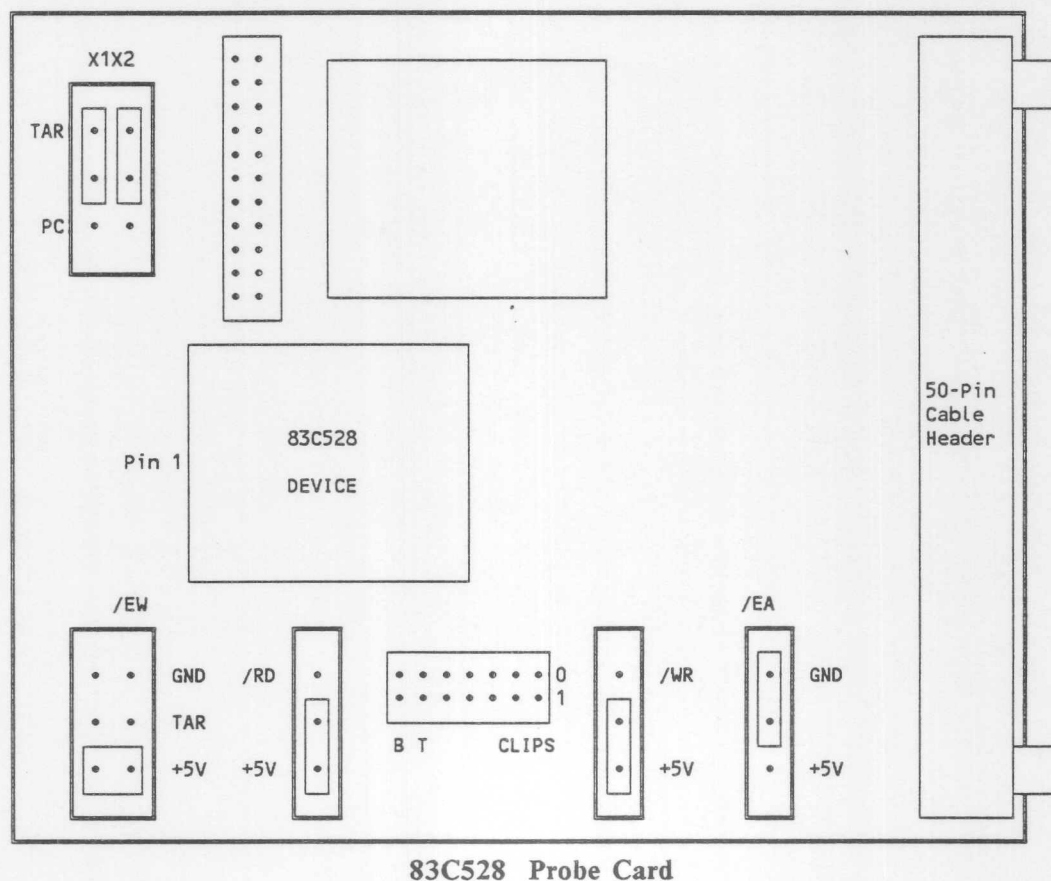 X1X2
TAR
PC
50-Pin
Cable
Header
83C528
Pin 1
DEVICE
/EW
/EA
GND
/RD
0
/WR
GND
TAR
1
B T
CLIPS
+5V
+5V
+5V
+5V
83C528 Probe Card